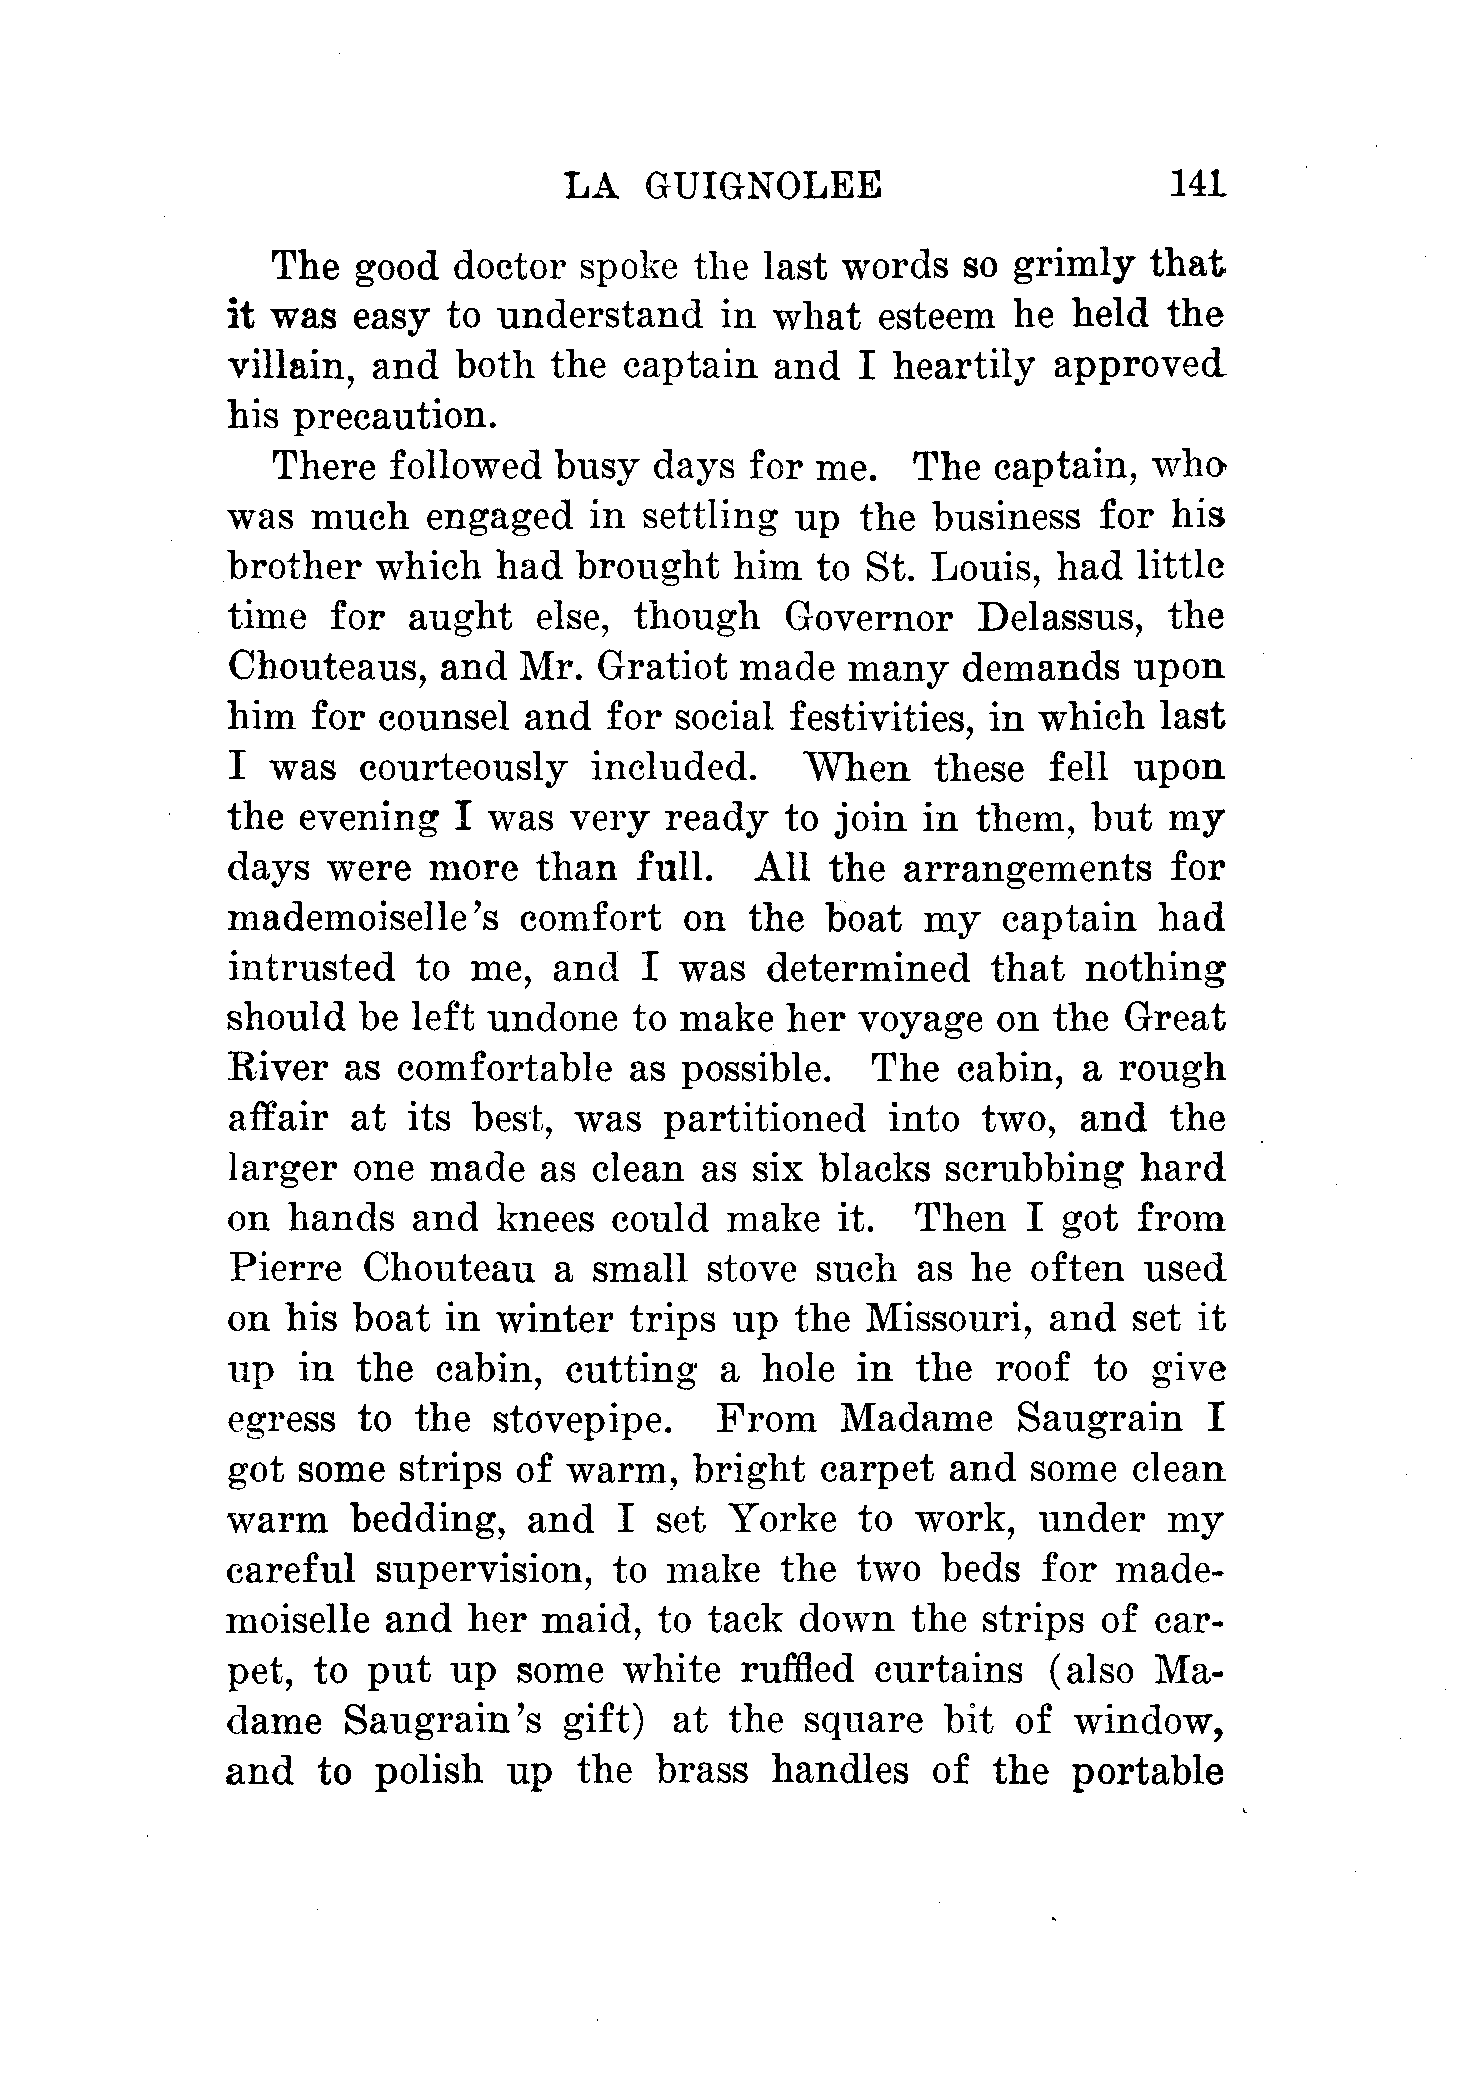 LA GUIGNOLEE 141
The good doctor spoke the last words so grimly that
it was easy to understand in what esteem he held the
villain, and both the captain and I heartily approved
his precaution.
There followed busy days for me. The captain, who
was much engaged in settling up the business for his
brother which had brought him to St. Louis, had little
time for aught else, though Governor Delassus, the
Chouteaus, and Mr. Gratiot made many demands upon
him for counsel and for social festivities, in which last
I was courteously included. When these fell upon
the evening I was very ready to join in them, but my
days were more than full. All the arrangements for
mademoiselle's comfort on the boat my captain had
intrusted to me, and I was determined that nothing
should be left undone to make her voyage on the Great
River as comfortable as possible. The cabin, a rough
affair at its best, was partitioned into two, and the
larger one made as clean as six blacks scrubbing hard
on hands and knees could make it. Then I got from
Pierre Chouteau a small stove such as he often used
on his boat in winter trips up the Missouri, and set it
up in the cabin, cutting a hole in the roof to give
egress to the stovepipe. From Madame Saugrain I
got some strips of warm, bright carpet and some clean
warm bedding, and I set Yorke to work, under my
careful supervision, to make the two beds for made-
moiselle and her maid, to tack down the strips of car-
pet, to put up some white ruffled curtains (also Ma-
dame Saugrain's gift) at the square bit of window,
and to polish up the brass handles of the portable